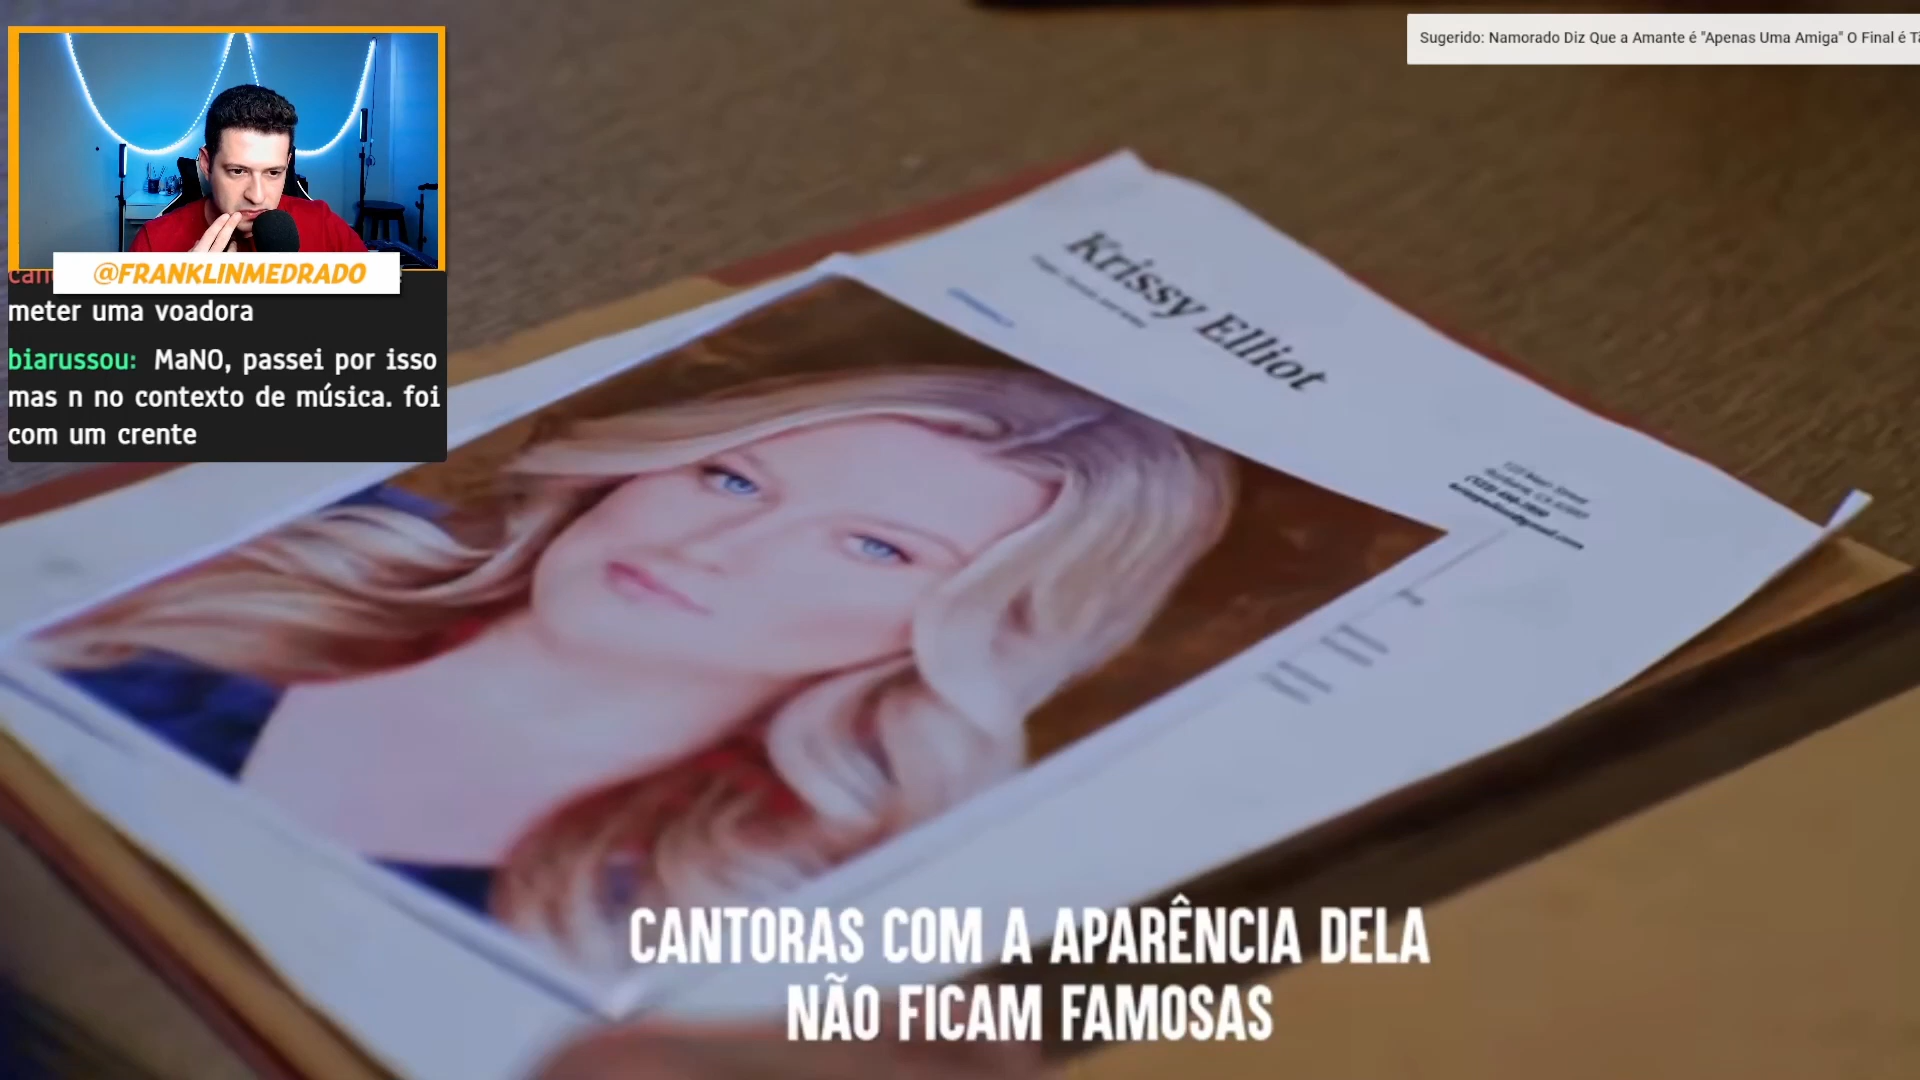 Sugerido: Namorado Diz Que a Amante é "Apenas Uma Amiga" O Final é
@FRANKLINMEDRADO
meter uma voadora
biarussou: MaNO, passei por isso
mas n no contexto de música. foi
com um crente
Krissy Elliot
CANTORAS COM A APARÊNCIA DELA
NÃO FICAM FAMOSAS